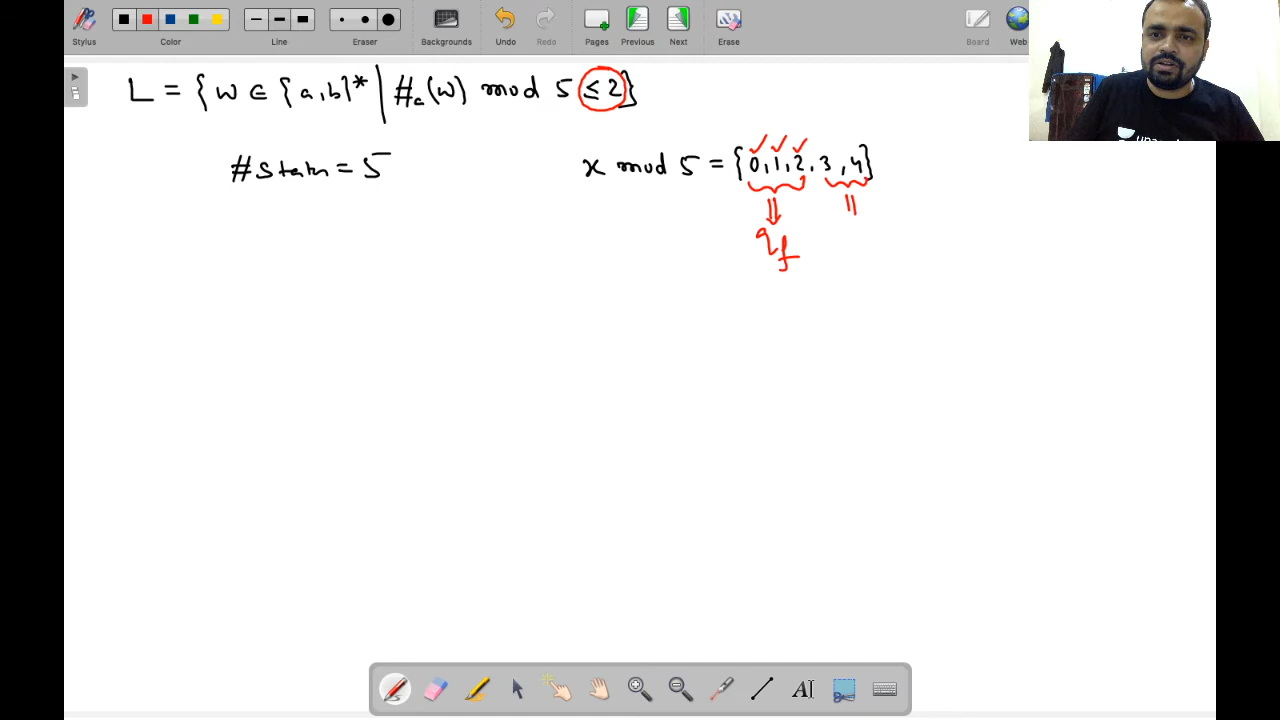 Stylus Color Line Eraser Backgrounds Undo Redo Pages Previous Next Erase Board Web
L = {w ∈ {a,b}* | #a(w) mod 5 ≤ 2}
#States = 5 x mod 5 = {0,1,2,3,4}
qf
AI